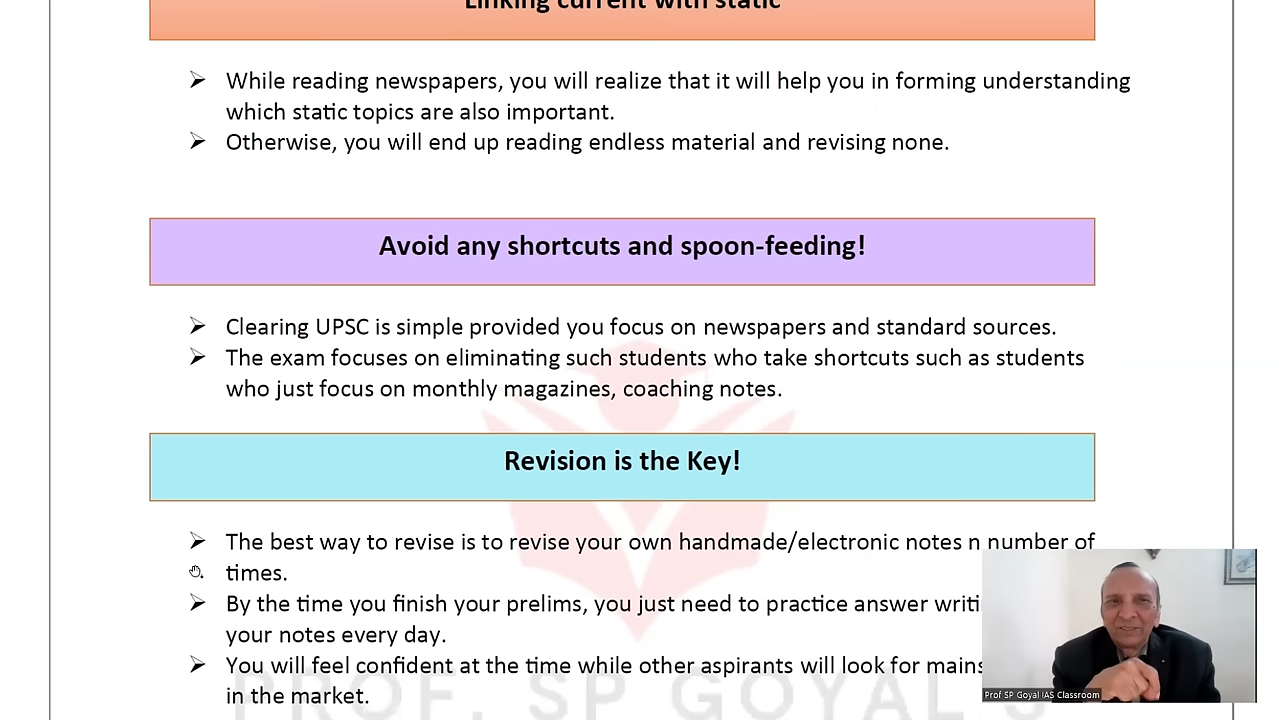 Linking current with static
While reading newspapers, you will realize that it will help you in forming understanding
which static topics are also important.
Otherwise, you will end up reading endless material and revising none.
Avoid any shortcuts and spoon-feeding!
Clearing UPSC is simple provided you focus on newspapers and standard sources.
The exam focuses on eliminating such students who take shortcuts such as students
who just focus on monthly magazines, coaching notes.
Revision is the Key!
The best way to revise is to revise your own handmade/electronic notes n number of
times.
By the time you finish your prelims, you just need to practice answer
your notes every day.
You will feel confident at the time while other aspirants will look for mains
in the market.
PROF. SP GOYAL
Prof SP Goyal IAS Classroom